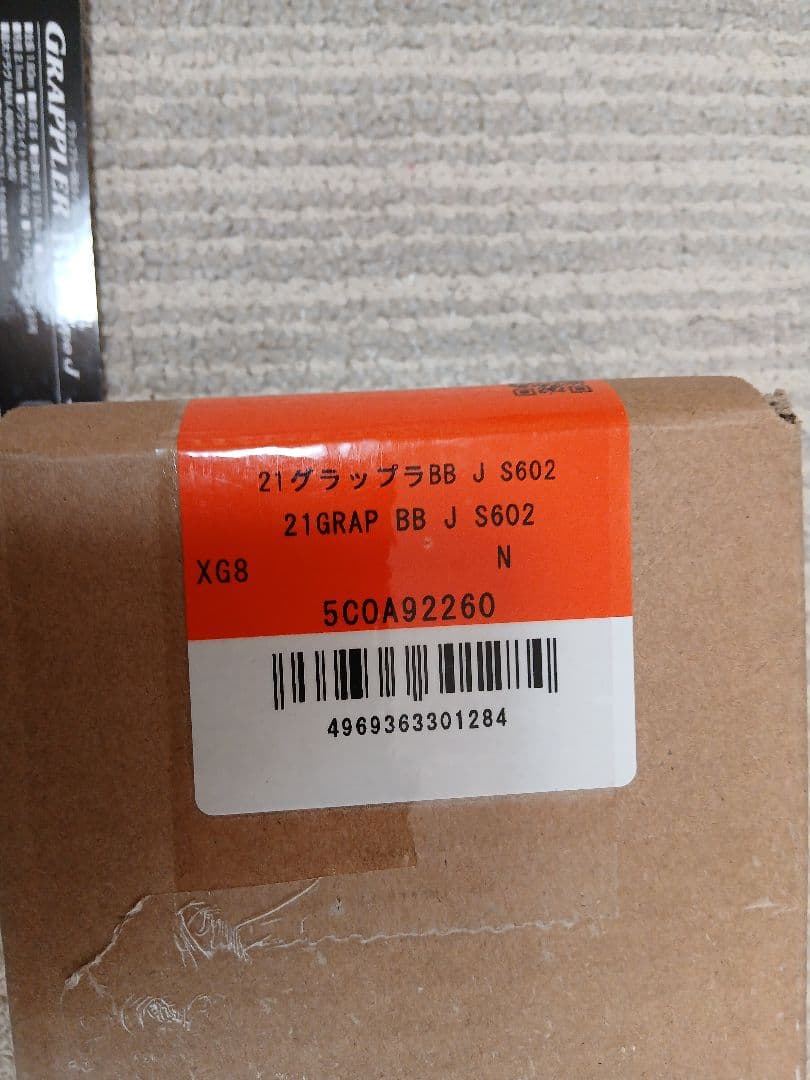 GRAPPLER
21グラップラBB J S602
21GRAP BB J S602
XG8 N
5C0A92260
4969363301284